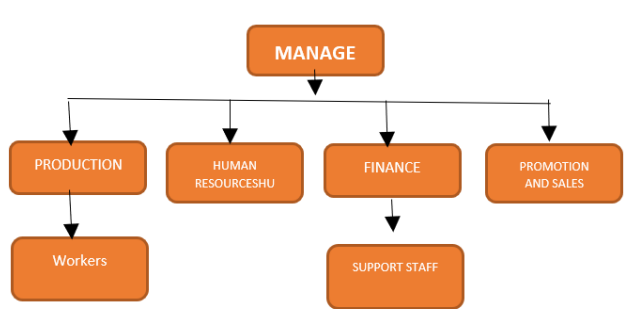 MANAGE
PRODUCTION
HUMAN
RESOURCESHU
FINANCE
PROMOTION
AND SALES
Workers
SUPPORT STAFF